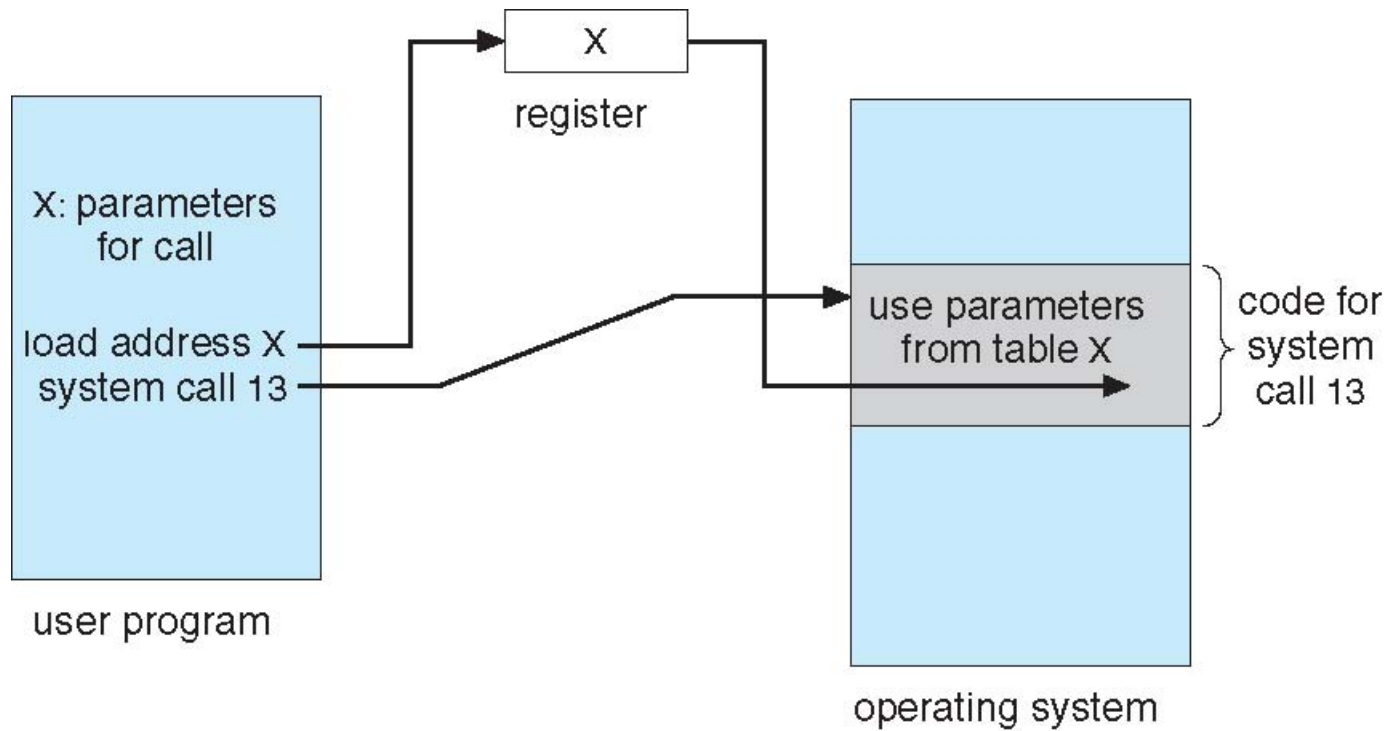 X
register
X: parameters
for call
load address X
system call 13
user program
use parameters
from table X
code for
system
call 13
operating system